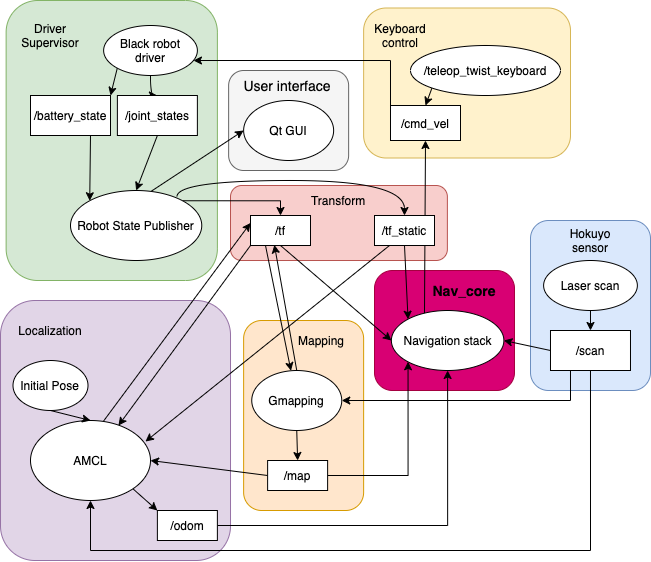 Driver
Supervisor
Black robot
driver
/battery_state
/joint_states
Robot State Publisher
User interface
Qt GUI
Keyboard
control
/teleop_twist_keyboard
/cmd_vel
Transform
/tf
/tf_static
Hokuyo
sensor
Laser scan
/scan
Nav_core
Navigation stack
Localization
Initial Pose
AMCL
/odom
Mapping
Gmapping
/map